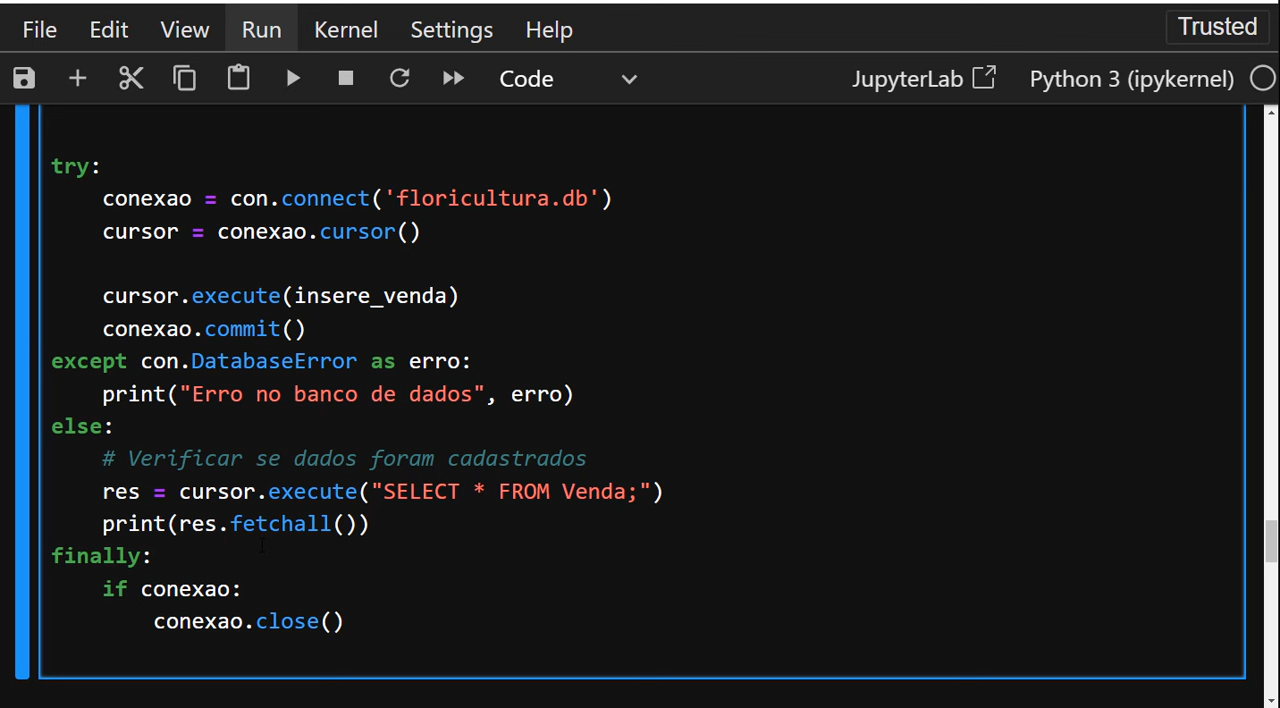 File Edit View Run Kernel Settings Help Trusted
Code JupyterLab Python 3 (ipykernel)
try:
    conexao = con.connect('floricultura.db')
    cursor = conexao.cursor()
    cursor.execute(insere_venda)
    conexao.commit()
except con.DatabaseError as erro:
    print("Erro no banco de dados", erro)
else:
    # Verificar se dados foram cadastrados
    res = cursor.execute("SELECT * FROM Venda;")
    print(res.fetchall())
finally:
    if conexao:
        conexao.close()